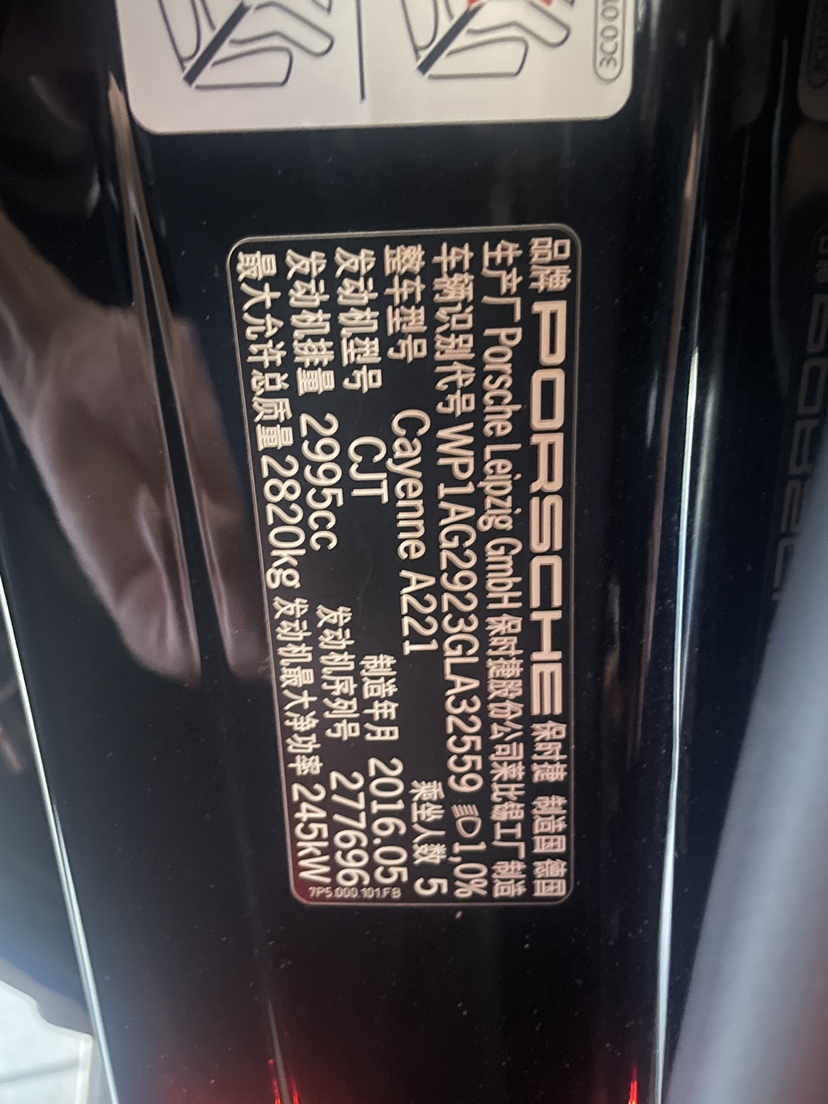 3C0 01
品牌 PORSCHE 保时捷 制造国 德国
生产厂 Porsche Leipzig GmbH 保时捷股份公司莱比锡工厂 制造
车辆识别代号 WP1AG2923GLA32559 1,0%
整车型号 Cayenne A221 乘坐人数 5
发动机型号 CJT 制造年月 2016.05
发动机排量 2995cc 发动机序列号 277696
最大允许总质量 2820kg 发动机最大净功率 245kW
7P5.000.101.FB